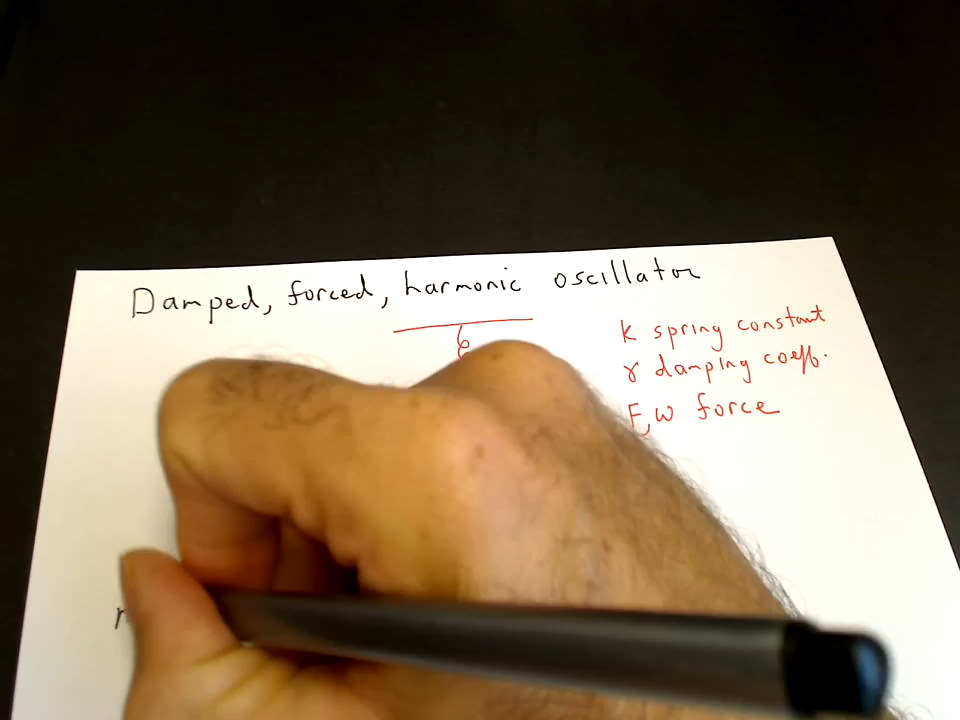 Damped, forced, harmonic oscillator
K spring constant
γ damping coeff.
F, W force